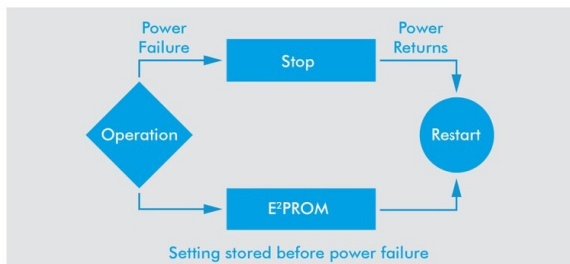 Power
Failure
Stop
Power
Returns
Operation
Restart
E²PROM
Setting stored before power failure